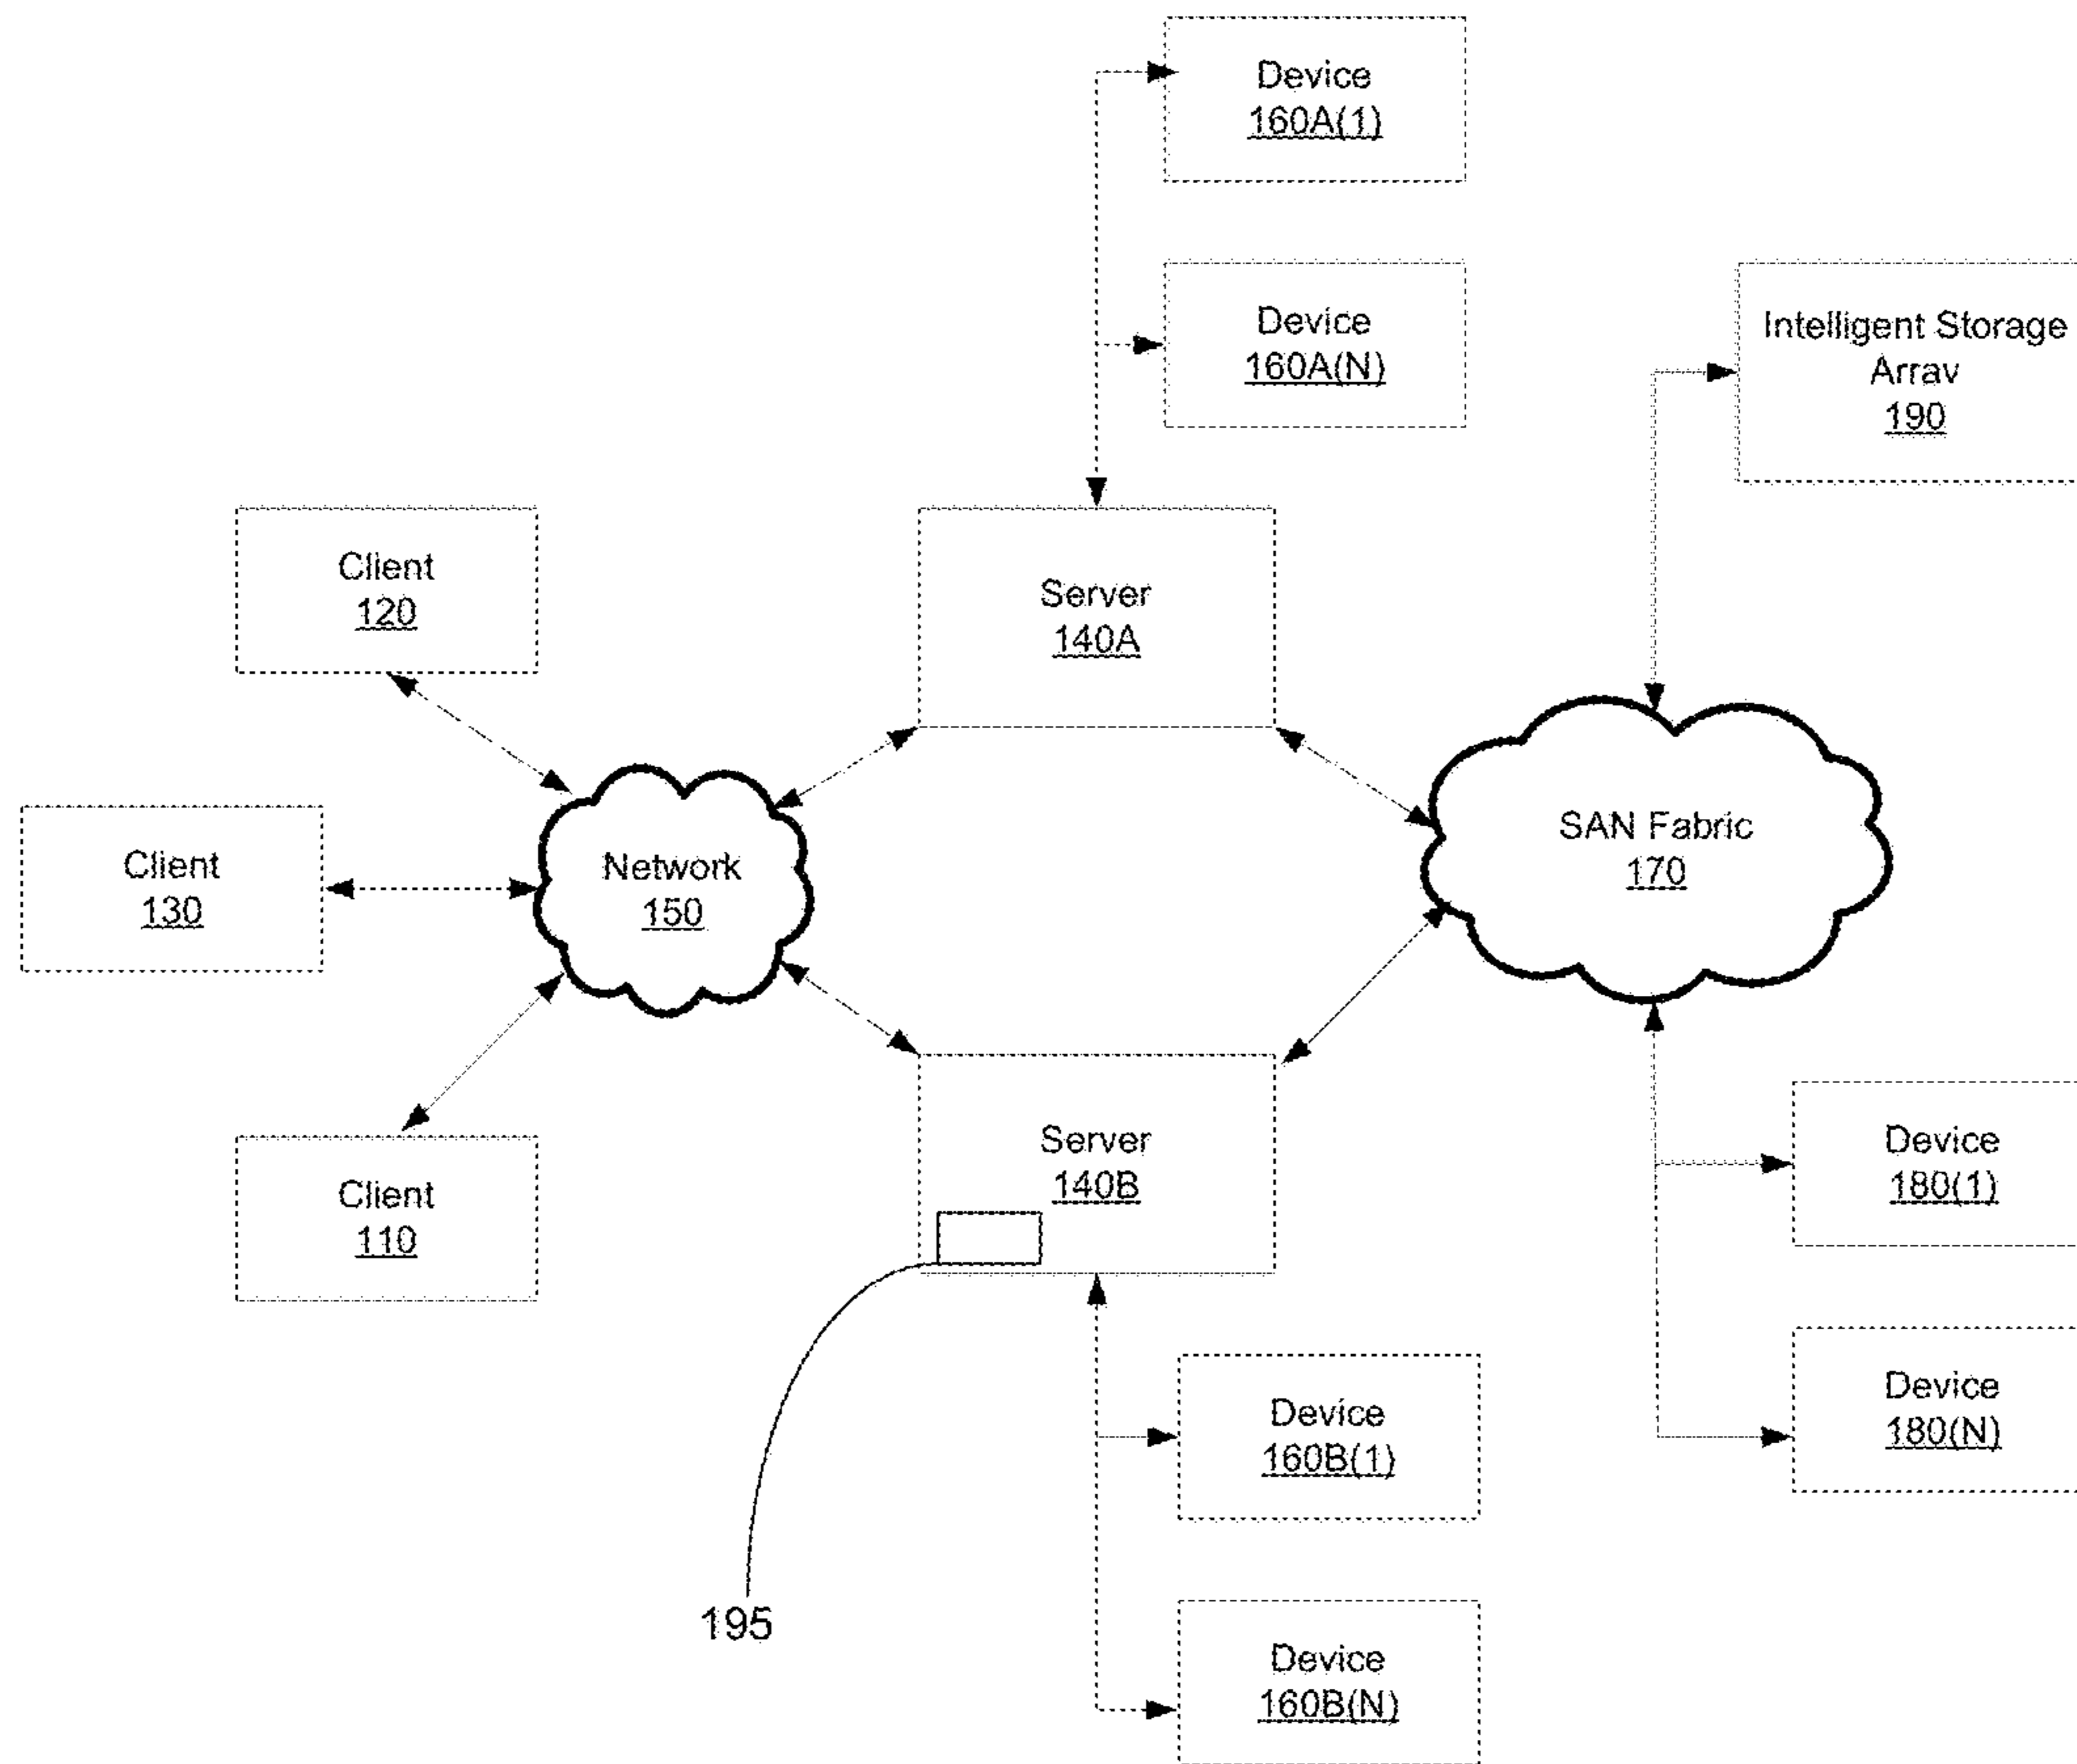 Device
160A(1)
Device
160A(N)
Intelligent Storage
Array
190
Client
120
Server
140A
Client
130
Network
150
SAN Fabric
170
Client
110
Server
140B
Device
180(1)
Device
180(N)
Device
160B(1)
Device
160B(N)
195